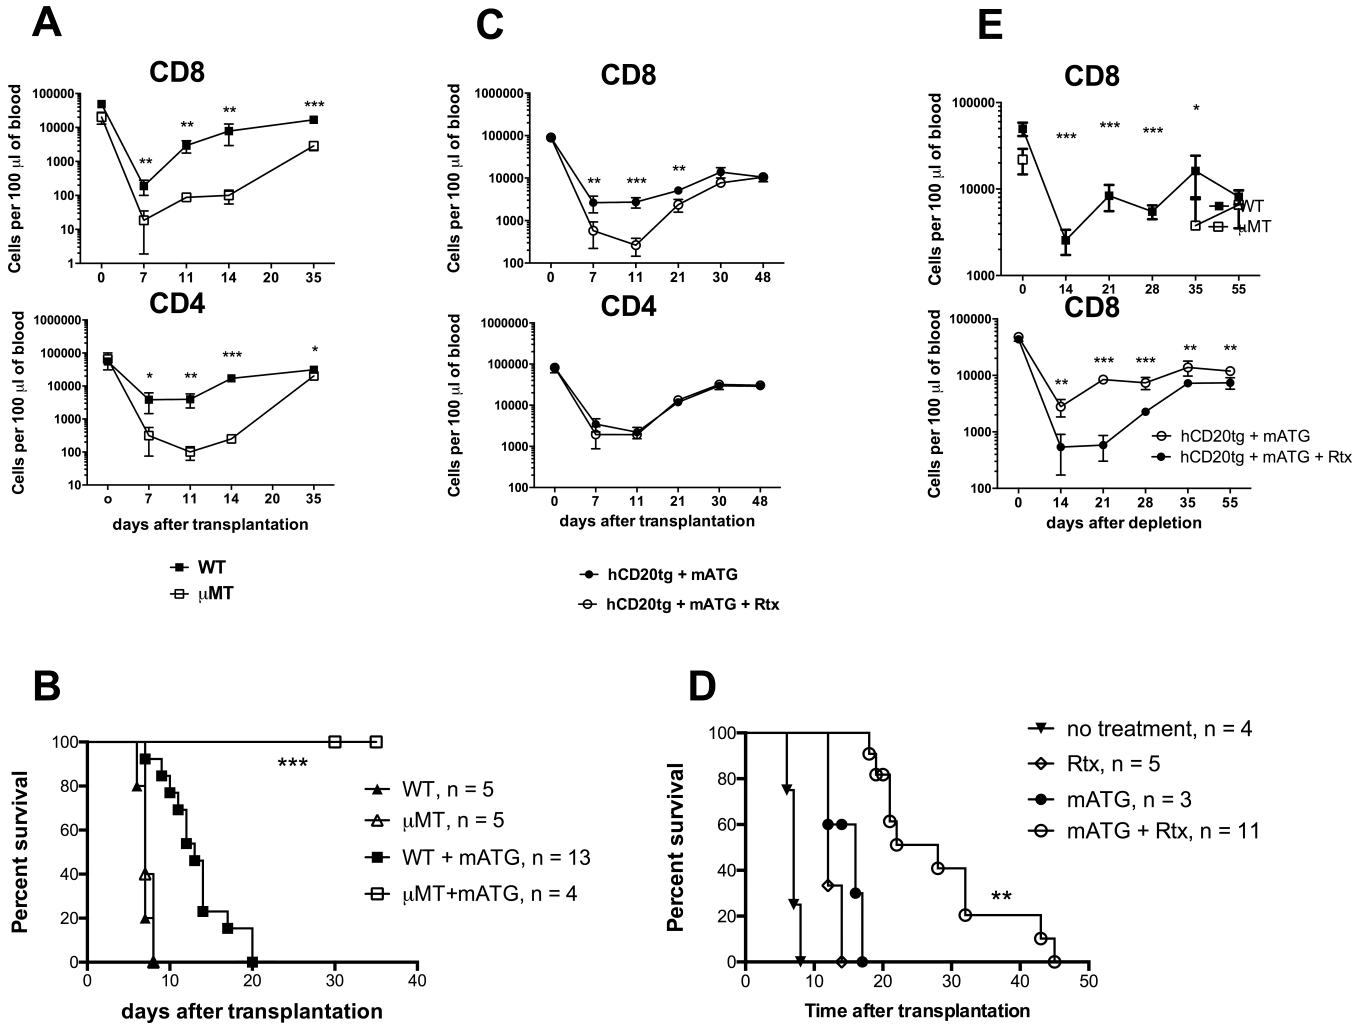 A
CD8
Cells per 100 μl of blood
100000
10000
1000
100
10
1
** ** ** ***
0 7 11 14 20 35
CD4
Cells per 100 μl of blood
1000000
100000
10000
1000
100
10
* ** *** *
o 7 11 14 20 35
days after transplantation
WT
μMT
C
CD8
Cells per 100 μl of blood
1000000
100000
10000
1000
100
** *** **
0 7 11 21 30 48
CD4
Cells per 100 μl of blood
1000000
100000
10000
1000
100
0 7 11 21 30 48
days after transplantation
hCD20tg + mATG
hCD20tg + mATG + Rtx
E
CD8
Cells per 100 μl of blood
100000
10000
1000
*** *** *** *
WT
μMT
0 14 21 28 35 55
CD8
Cells per 100 μl of blood
100000
10000
1000
100
** *** *** ** **
hCD20tg + mATG
hCD20tg + mATG + Rtx
0 14 21 28 35 55
days after depletion
B
Percent survival
100
80
60
40
20
0
***
WT, n = 5
μMT, n = 5
WT + mATG, n = 13
μMT+mATG, n = 4
0 10 20 30 40
days after transplantation
D
Percent survival
100
80
60
40
20
0
**
no treatment, n = 4
Rtx, n = 5
mATG, n = 3
mATG + Rtx, n = 11
0 10 20 30 40 50
Time after transplantation